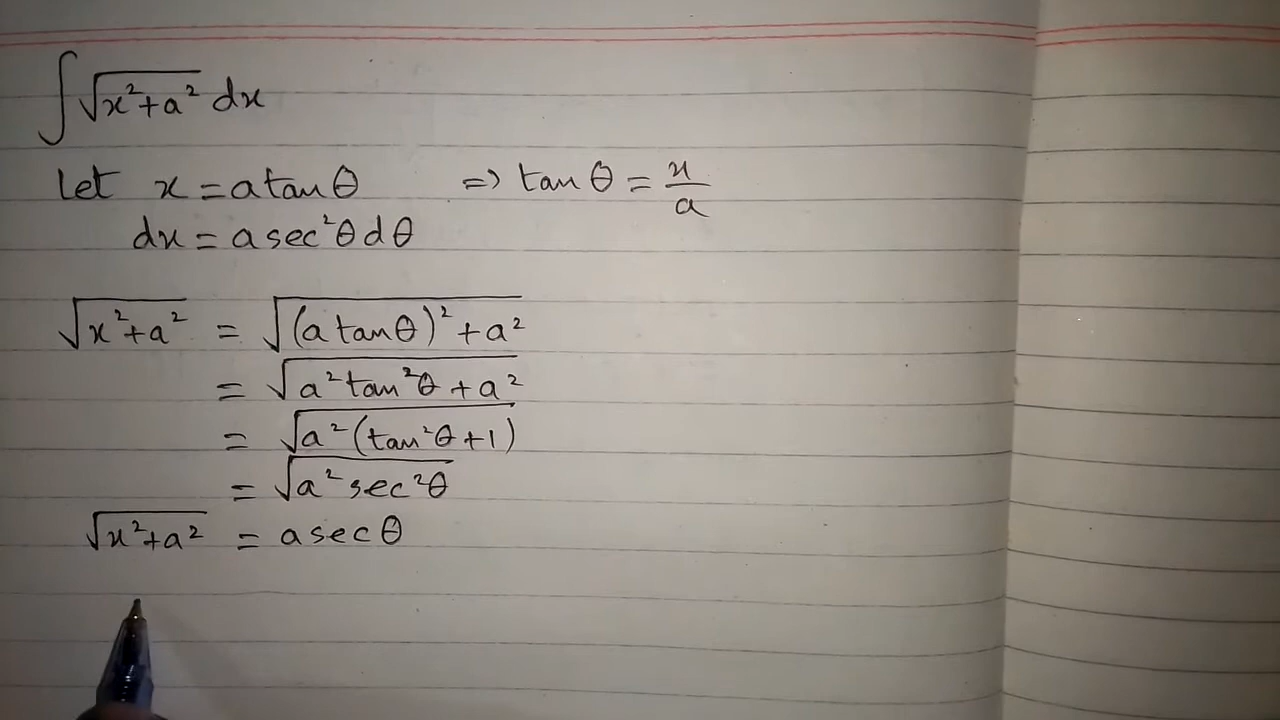 ∫√(x²+a²) dx
Let x = a tan θ => tan θ = x/a
dx = a sec²θ dθ
√(x²+a²) = √((a tan θ)² + a²)
= √(a² tan²θ + a²)
= √(a² (tan²θ + 1))
= √(a² sec²θ)
√(x²+a²) = a sec θ